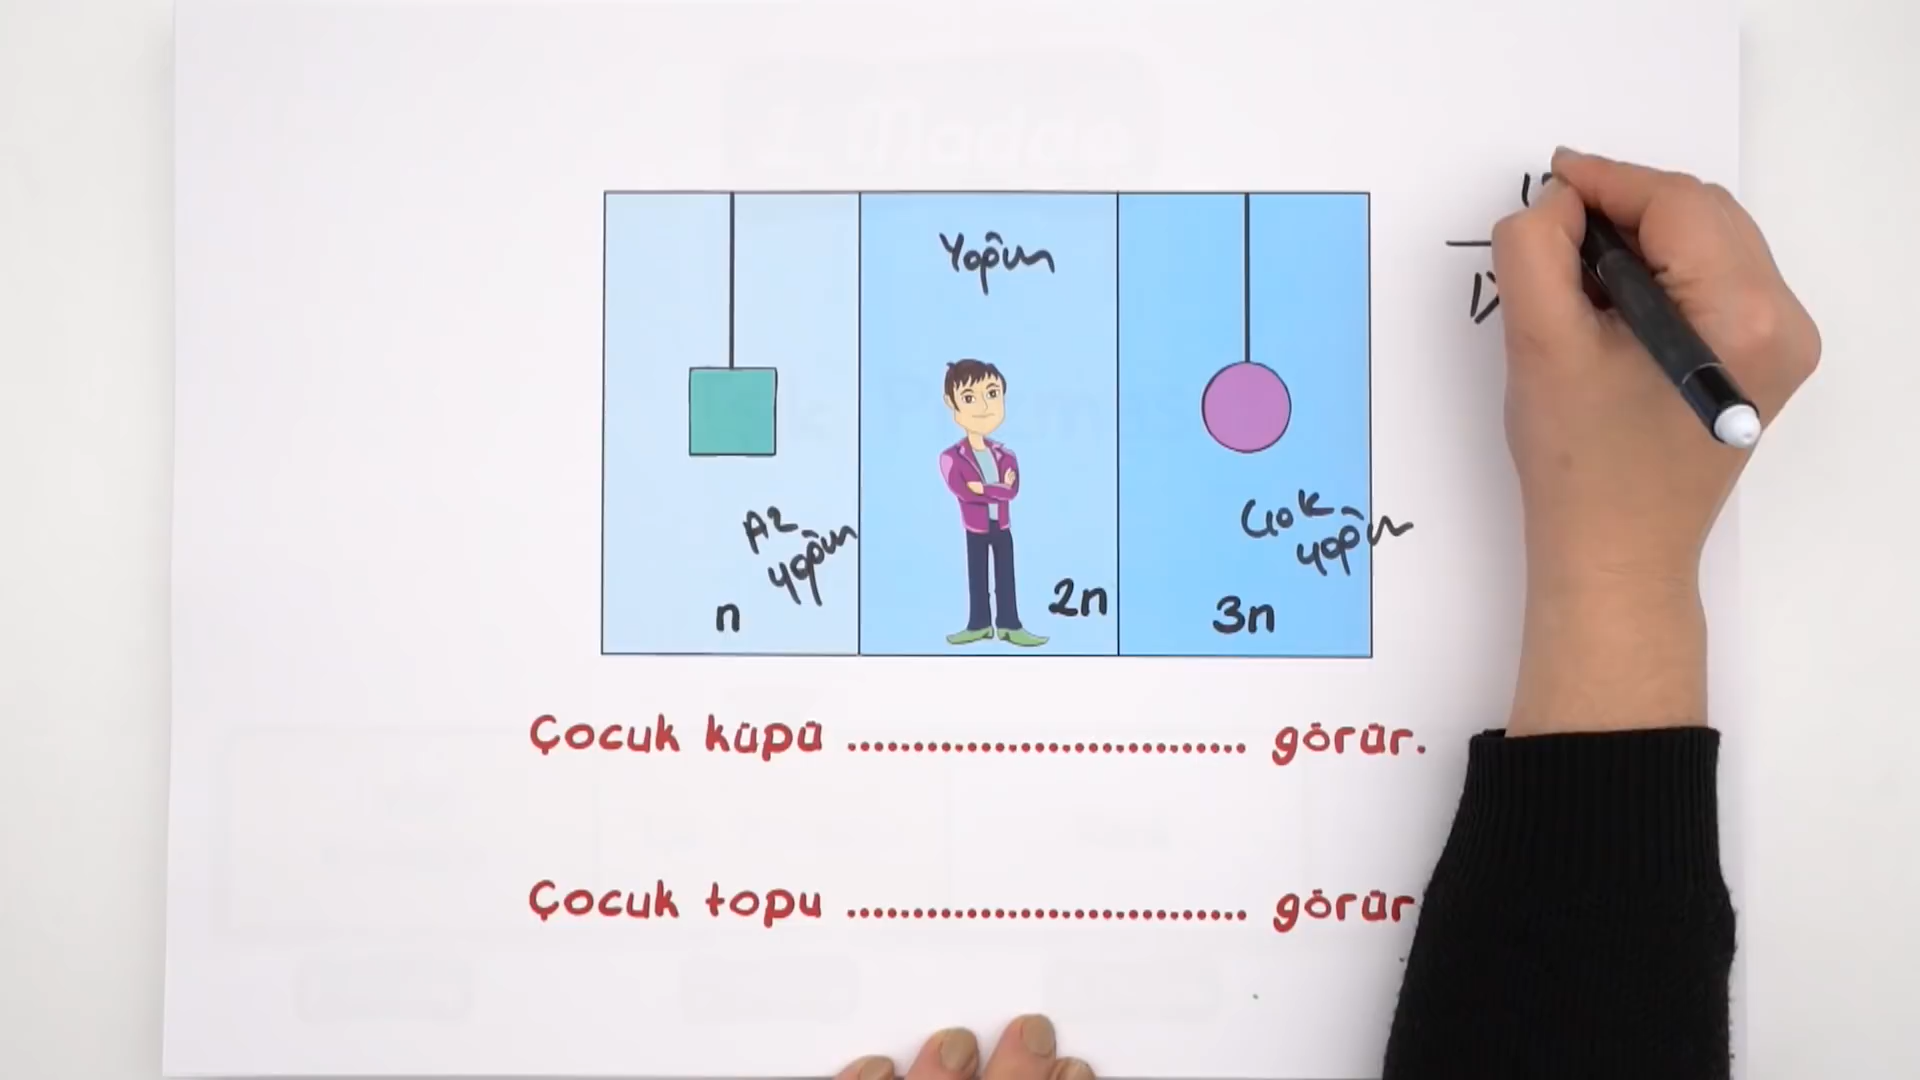 Yoğun
Az
yoğun
n
2n
Çok
yoğun
3n
Çocuk küpü .............................. görür.
Çocuk topu .............................. görür